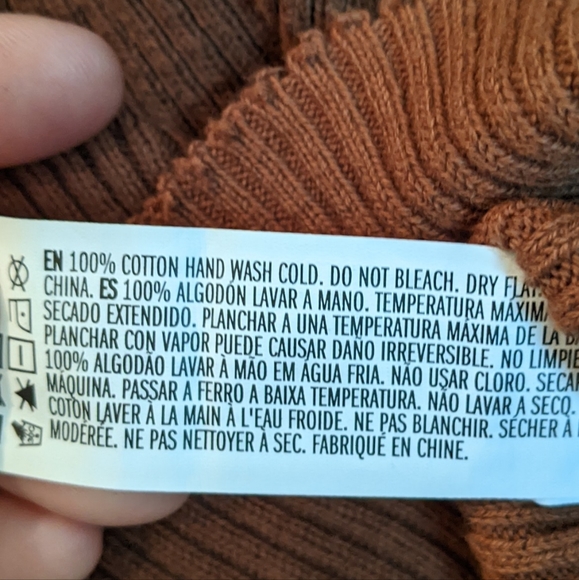 EN 100% COTTON HAND WASH COLD. DO NOT BLEACH. DRY
CHINA. ES 100% ALGODÓN LAVAR A MANO. TEMPERATURA
SECADO EXTENDIDO. PLANCHAR A UNA TEMPERATURA MÁXIMA DE LA
PLANCHAR CON VAPOR PUEDE CAUSAR DAÑO IRREVERSIBLE. NO
100% ALGODÃO LAVAR À MÃO EM ÁGUA FRIA. NÃO USAR CLORO.
MÁQUINA. PASSAR A FERRO A BAIXA TEMPERATURA. NÃO LAVAR A SECO.
COTON LAVER À LA MAIN À L'EAU FROIDE. NE PAS BLANCHIR. SÉCHER À
MODÉRÉE. NE PAS NETTOYER À SEC. FABRIQUÉ EN CHINE.